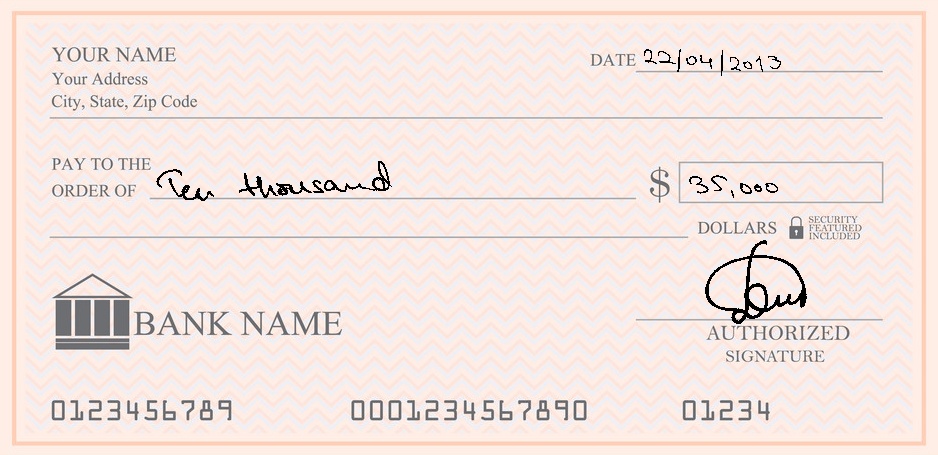 YOUR NAME
Your Address
City, State, Zip Code
DATE 22/04/2013
PAY TO THE
ORDER OF Ten thousand $ 35,000
DOLLARS SECURITY
FEATURED
INCLUDED
BANK NAME
AUTHORIZED
SIGNATURE
0123456789 0001234567890 01234